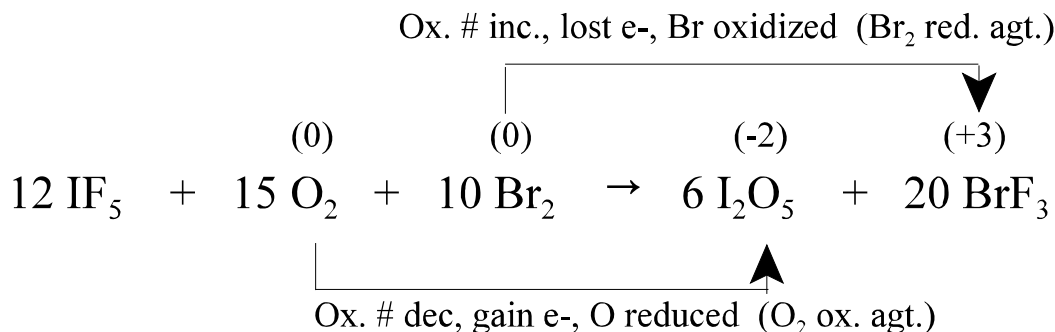 Ox. # inc., lost e-, Br oxidized (Br₂ red. agt.)
(0) (0) (-2) (+3)
12 IF₅ + 15 O₂ + 10 Br₂ → 6 I₂O₅ + 20 BrF₃
Ox. # dec, gain e-, O reduced (O₂ ox. agt.)